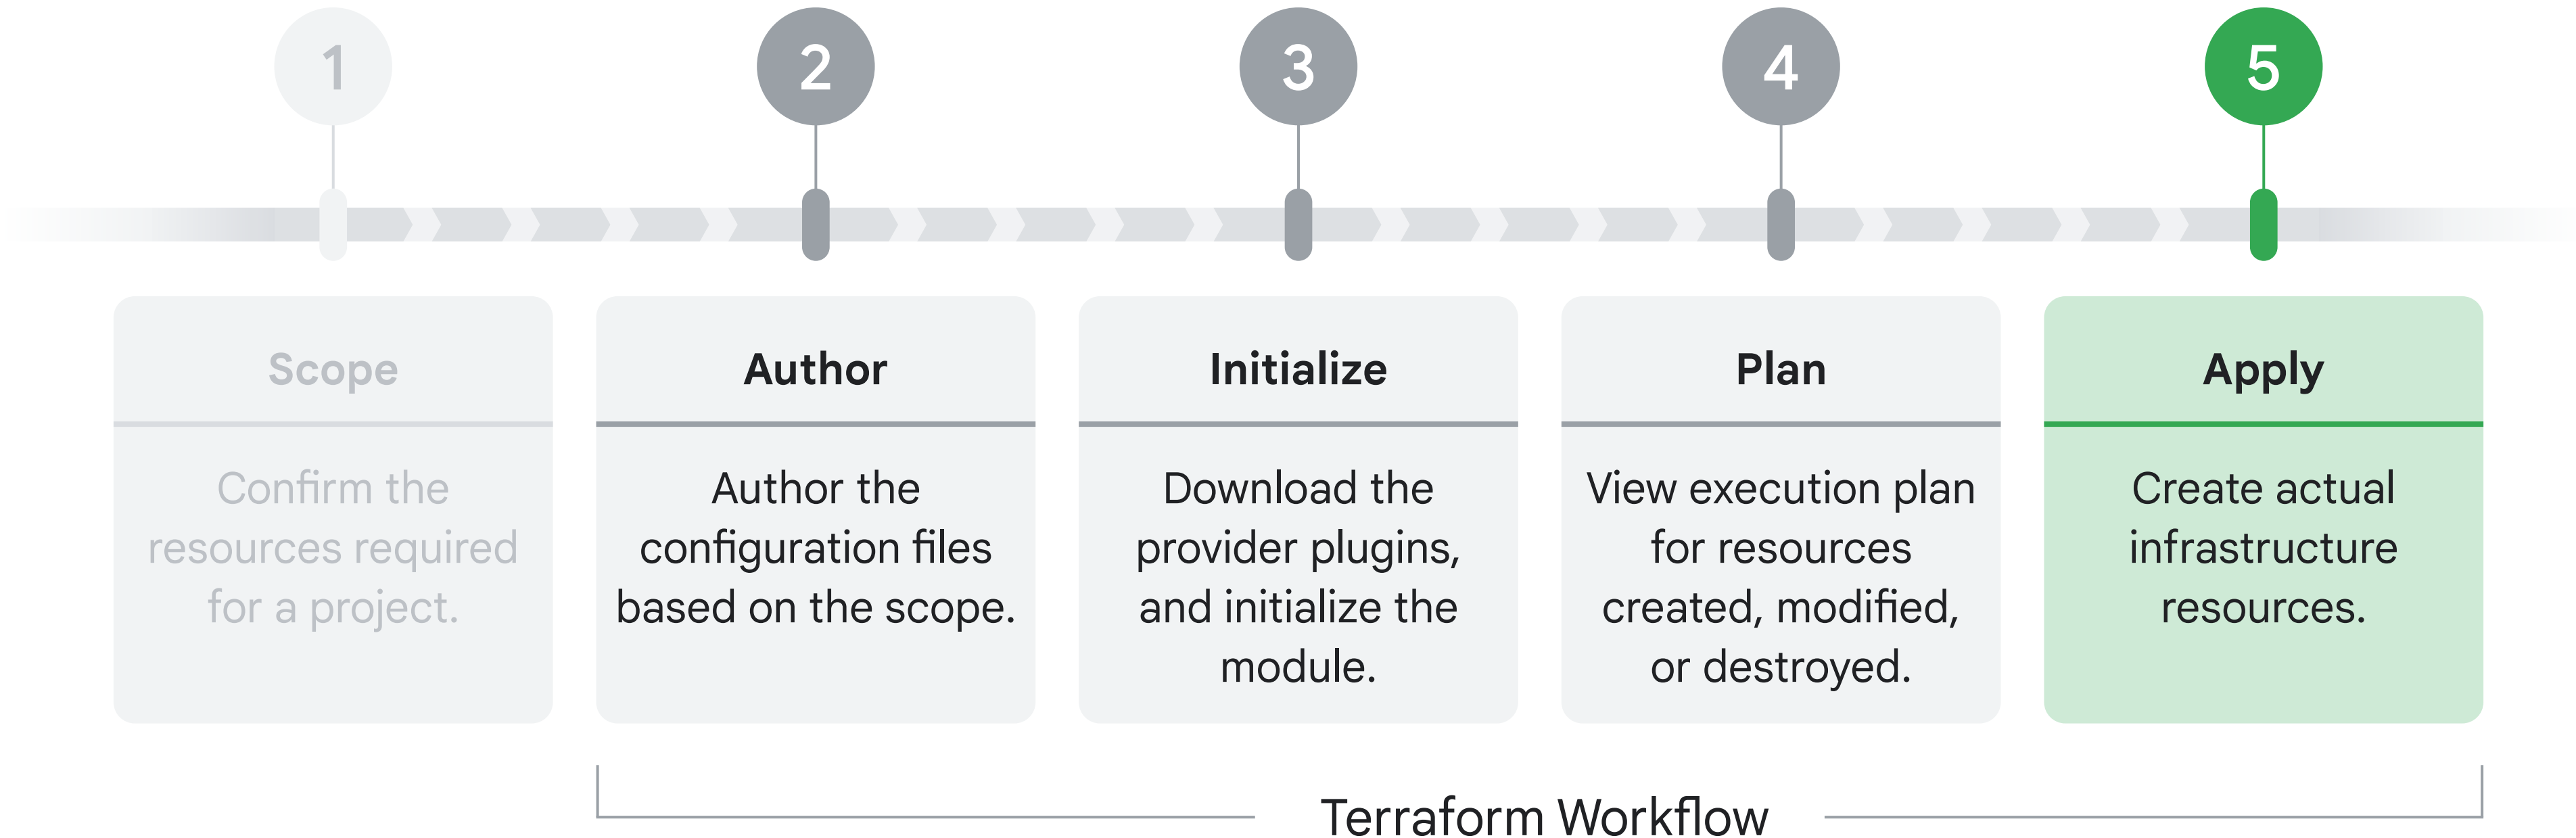 1
2
3
4
5
Scope
Confirm the
resources required
for a project.
Author
Author the
configuration files
based on the scope.
Initialize
Download the
provider plugins,
and initialize the
module.
Plan
View execution plan
for resources
created, modified,
or destroyed.
Apply
Create actual
infrastructure
resources.
Terraform Workflow